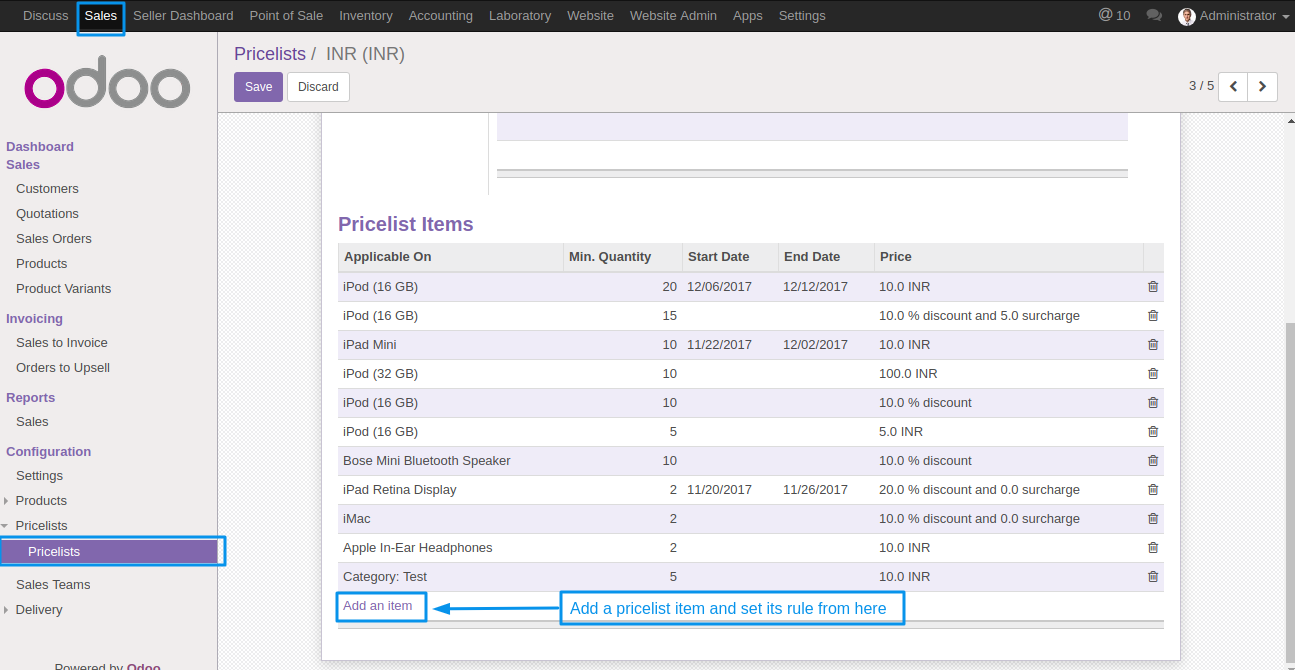 Discuss Sales Seller Dashboard Point of Sale Inventory Accounting Laboratory Website Website Admin Apps Settings @ 10 Administrator
odoo
Pricelists / INR (INR)
Save Discard
3 / 5
Dashboard
Sales
Customers
Quotations
Sales Orders
Products
Product Variants
Invoicing
Sales to Invoice
Orders to Upsell
Reports
Sales
Configuration
Settings
Products
Pricelists
Pricelists
Sales Teams
Delivery
Powered by Odoo
Pricelist Items
Applicable On Min. Quantity Start Date End Date Price
iPod (16 GB) 20 12/06/2017 12/12/2017 10.0 INR
iPod (16 GB) 15 10.0 % discount and 5.0 surcharge
iPad Mini 10 11/22/2017 12/02/2017 10.0 INR
iPod (32 GB) 10 100.0 INR
iPod (16 GB) 10 10.0 % discount
iPod (16 GB) 5 5.0 INR
Bose Mini Bluetooth Speaker 10 10.0 % discount
iPad Retina Display 2 11/20/2017 11/26/2017 20.0 % discount and 0.0 surcharge
iMac 2 10.0 % discount and 0.0 surcharge
Apple In-Ear Headphones 2 10.0 INR
Category: Test 5 10.0 INR
Add an item Add a pricelist item and set its rule from here